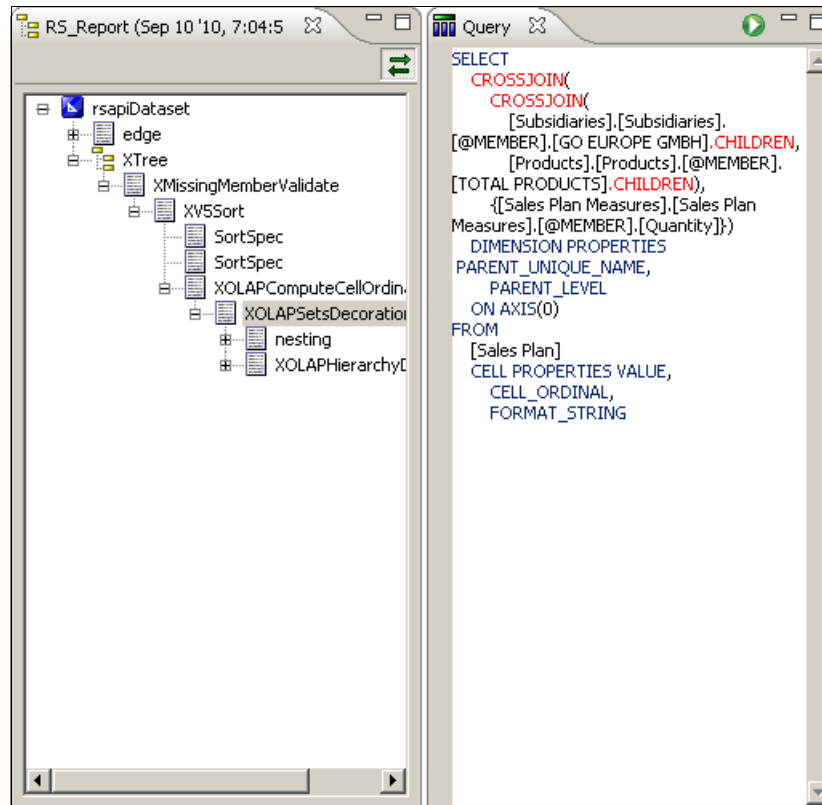 RS_Report (Sep 10 '10, 7:04:5
rsapiDataset
edge
XTree
XMissingMemberValidate
XV5Sort
SortSpec
SortSpec
XOLAPComputeCellOrdin
XOLAPSetsDecoration
nesting
XOLAPHierarchyD
Query
SELECT
CROSSJOIN(
CROSSJOIN(
[Subsidiaries].[Subsidiaries].
[@MEMBER].[GO EUROPE GMBH].CHILDREN,
[Products].[Products].[@MEMBER].
[TOTAL PRODUCTS].CHILDREN),
{[Sales Plan Measures].[Sales Plan
Measures].[@MEMBER].[Quantity]})
DIMENSION PROPERTIES
PARENT_UNIQUE_NAME,
PARENT_LEVEL
ON AXIS(0)
FROM
[Sales Plan]
CELL PROPERTIES VALUE,
CELL_ORDINAL,
FORMAT_STRING